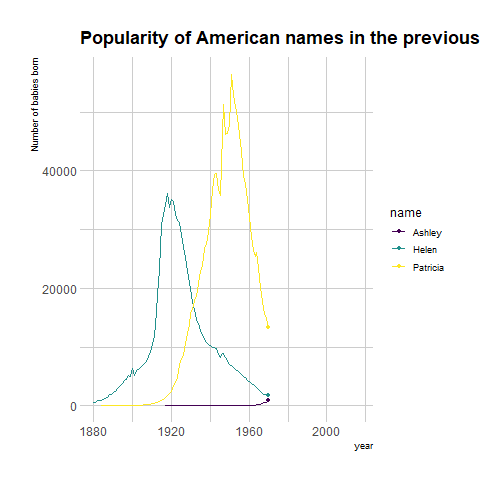 Popularity of American names in the previous
Number of babies born
40000
20000
0
1880
1920
1960
2000
year
name
Ashley
Helen
Patricia